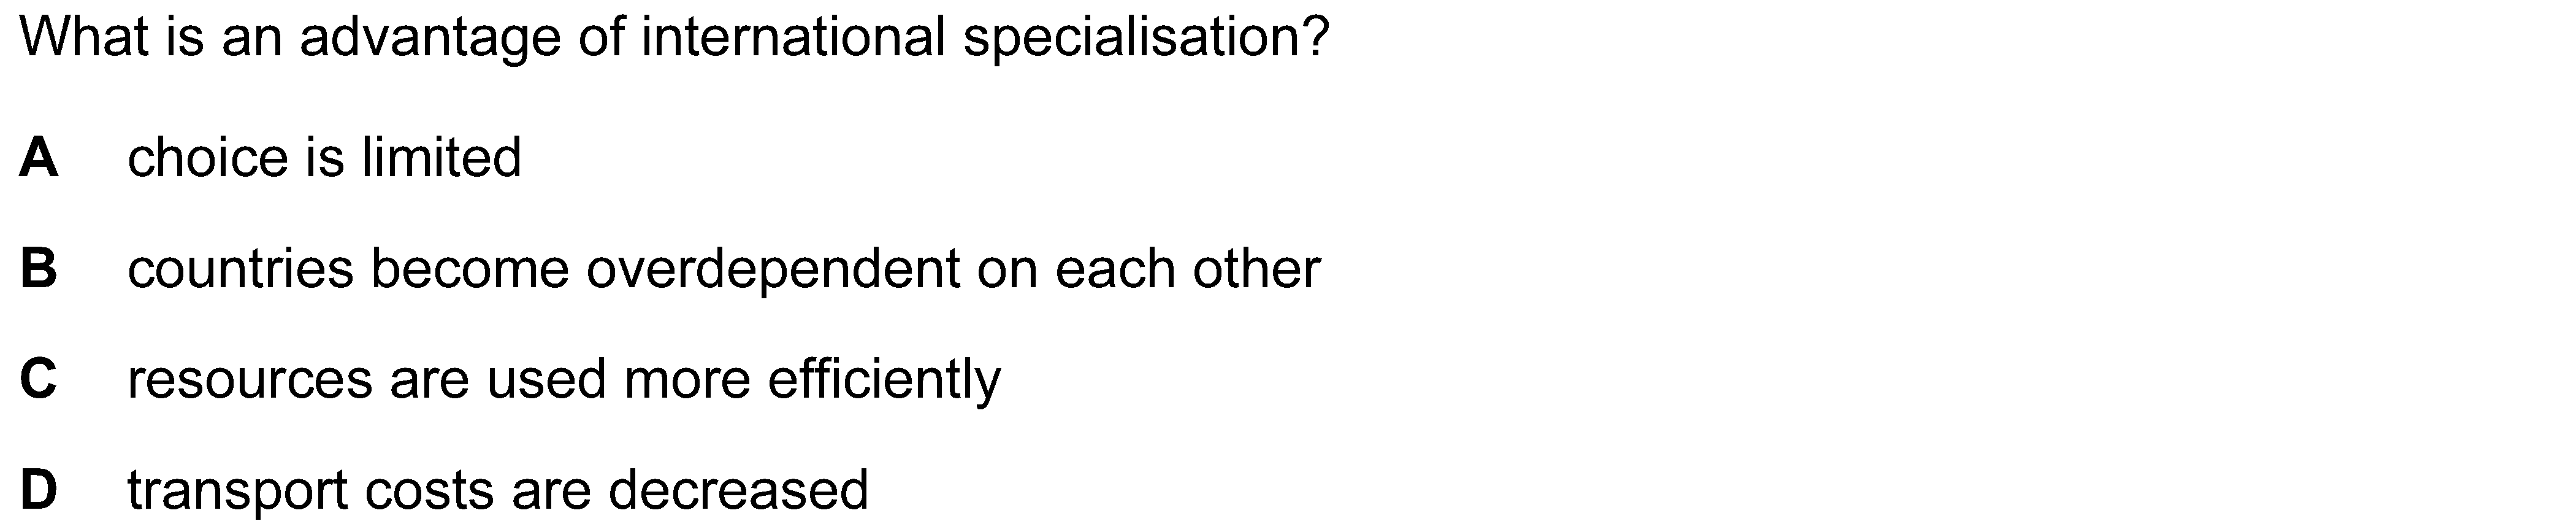 What is an advantage of international specialisation?
A choice is limited
B countries become overdependent on each other
C resources are used more efficiently
D transport costs are decreased